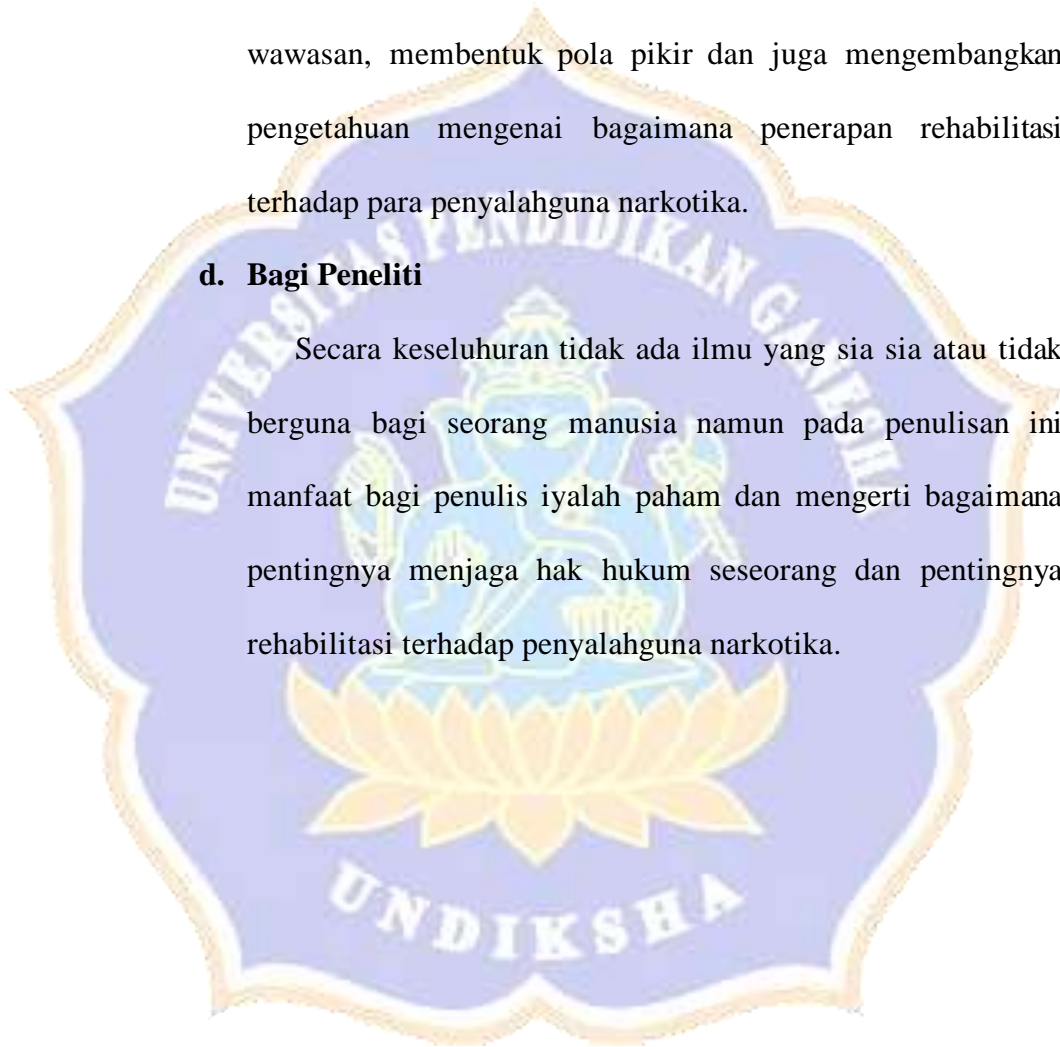 wawasan, membentuk pola pikir dan juga mengembangkan
pengetahuan mengenai bagaimana penerapan rehabilitasi
terhadap para penyalahguna narkotika.
d. Bagi Peneliti
Secara keseluruhan tidak ada ilmu yang sia sia atau tidak
berguna bagi seorang manusia namun pada penulisan ini
manfaat bagi penulis iyalah paham dan mengerti bagaimana
pentingnya menjaga hak hukum seseorang dan pentingnya
rehabilitasi terhadap penyalahguna narkotika.
UNIVERSITAS PENDIDIKAN GANESHA
UNDIKSHA